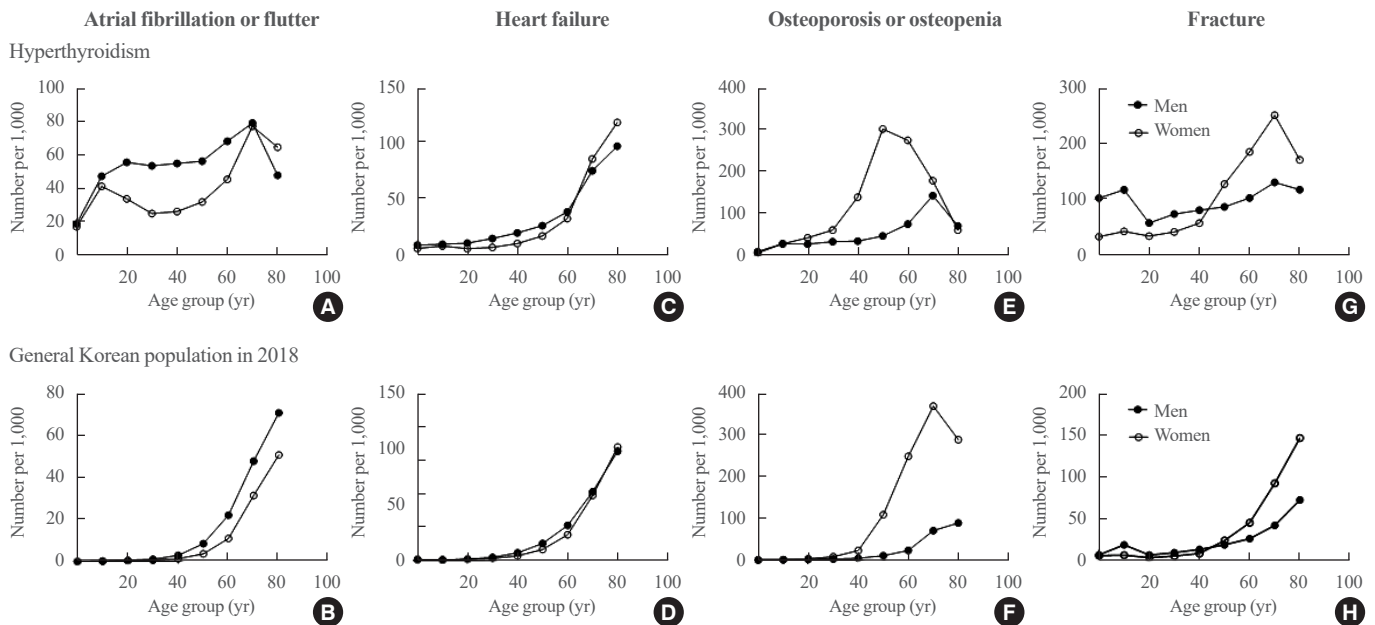 Atrial fibrillation or flutter
Heart failure
Osteoporosis or osteopenia
Fracture
Hyperthyroidism
100
80
60
40
20
0
Number per 1,000
20 40 60 80 100
Age group (yr)
A
150
100
50
0
Number per 1,000
20 40 60 80 100
Age group (yr)
C
400
300
200
100
0
Number per 1,000
20 40 60 80 100
Age group (yr)
E
300
200
100
0
Number per 1,000
Men
Women
20 40 60 80 100
Age group (yr)
G
General Korean population in 2018
80
60
40
20
0
Number per 1,000
20 40 60 80 100
Age group (yr)
B
150
100
50
0
Number per 1,000
20 40 60 80 100
Age group (yr)
D
400
300
200
100
0
Number per 1,000
20 40 60 80 100
Age group (yr)
F
200
150
100
50
0
Number per 1,000
Men
Women
20 40 60 80 100
Age group (yr)
H